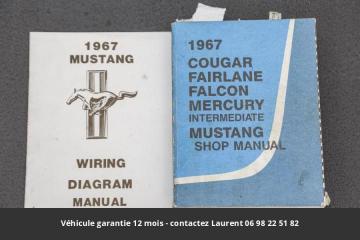 1967
MUSTANG
WIRING
DIAGRAM
MANUAL
1967
COUGAR
FAIRLANE
FALCON
MERCURY
INTERMEDIATE
MUSTANG
SHOP MANUAL
Véhicule garantie 12 mois - contactez Laurent 06 98 22 51 82